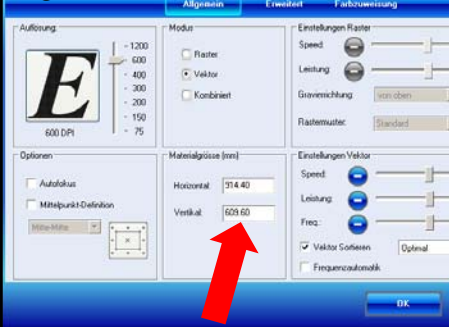 Allgemein Erweitert Farbzuweisung
Auflösung:
1200
600
400
300
200
150
75
E
600 DPI
Modus
Raster
Vektor
Kombiniert
Einstellungen Raster
Speed:
Leistung:
Gravierrichtung: von oben
Rastermuster: Standard
Optionen
Autofokus
Mittelpunkt-Definition
Mitte-Mitte
Materialgrösse (mm)
Horizontal: 914.40
Vertikal: 609.60
Einstellungen Vektor
Speed:
Leistung:
Freq.:
Vektor Sortieren Optimal
Frequenzautomatik
OK